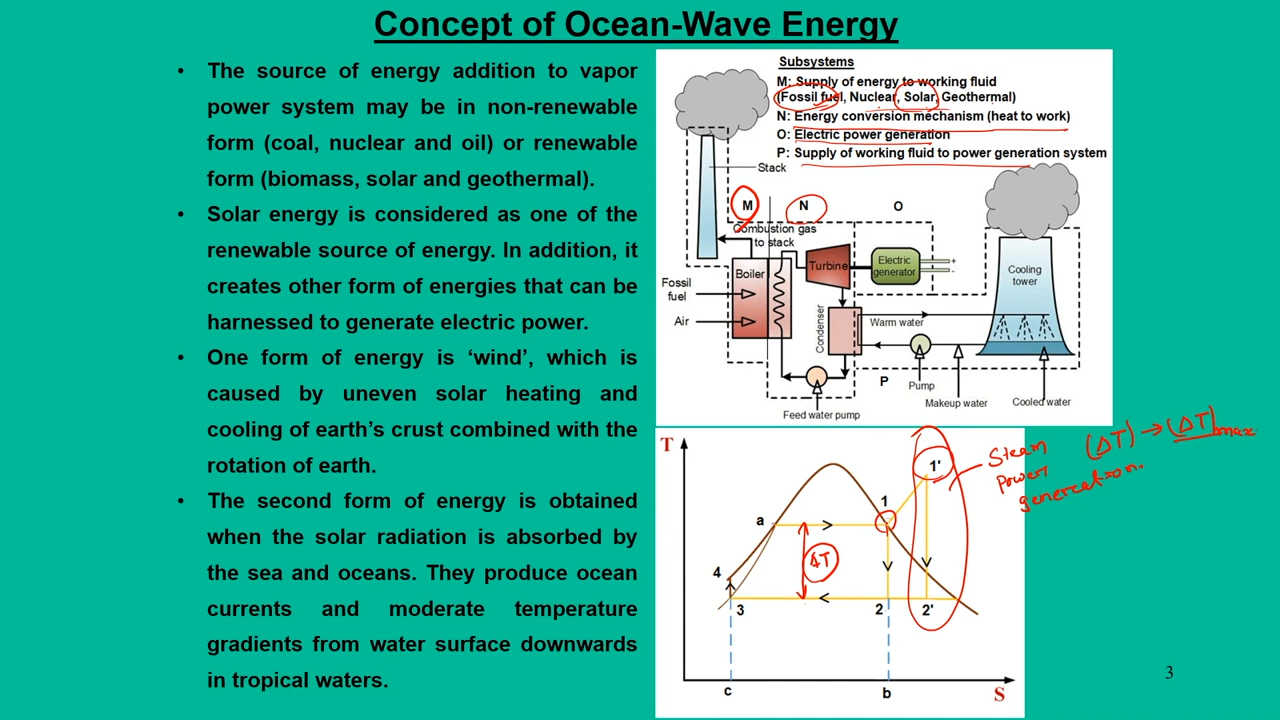 Concept of Ocean-Wave Energy
• The source of energy addition to vapor
power system may be in non-renewable
form (coal, nuclear and oil) or renewable
form (biomass, solar and geothermal).
• Solar energy is considered as one of the
renewable source of energy. In addition, it
creates other form of energies that can be
harnessed to generate electric power.
• One form of energy is ‘wind’, which is
caused by uneven solar heating and
cooling of earth’s crust combined with the
rotation of earth.
• The second form of energy is obtained
when the solar radiation is absorbed by
the sea and oceans. They produce ocean
currents and moderate temperature
gradients from water surface downwards
in tropical waters.
Subsystems
M: Supply of energy to working fluid
(Fossil fuel, Nuclear, Solar, Geothermal)
N: Energy conversion mechanism (heat to work)
O: Electric power generation
P: Supply of working fluid to power generation system
Stack
M
N
O
Combustion gas
to stack
Boiler
Turbine
Electric
generator
+
-
Cooling
tower
Fossil
fuel
Air
Condenser
Warm water
P
Pump
Feed water pump
Makeup water
Cooled water
T
1'
1
a
ΔT
4
3
2
2'
c
b
S
Steam
power
generation.
(ΔT) → (ΔT)max
3